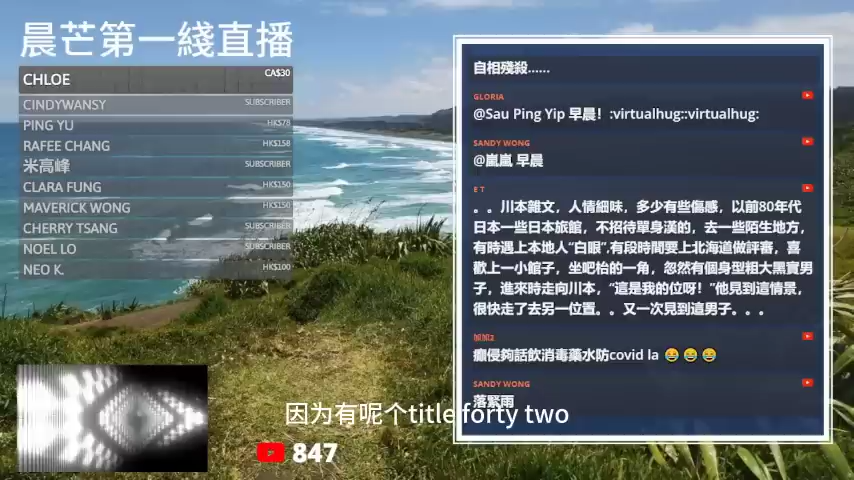 晨芒第一綫直播
CHLOE CA$30
CINDYWANSY SUBSCRIBER
PING YU HK$78
RAFEE CHANG HK$158
米高峰 SUBSCRIBER
CLARA FUNG HK$150
MAVERICK WONG HK$150
CHERRY TSANG SUBSCRIBER
NOEL LO SUBSCRIBER
NEO K. HK$100
自相殘殺......
GLORIA
@Sau Ping Yip 早晨！:virtualhug::virtualhug:
SANDY WONG
@嵐嵐 早晨
E T
。。川本雜文，人情細味，多少有些傷感，以前80年代
日本一些日本旅館，不招待單身漢的，去一些陌生地方，
有時遇上本地人“白眼”,有段時間要上北海道做評審，喜
歡上一小館子，坐吧枱的一角，忽然有個身型粗大黑實男
子，進來時走向川本，“這是我的位呀！”他見到這情景，
很快走了去另一位置。。又一次見到這男子。。。
癲侵夠話飲消毒藥水防covid la 😂😂😂
SANDY WONG
落緊雨
因为有呢个title forty two
847